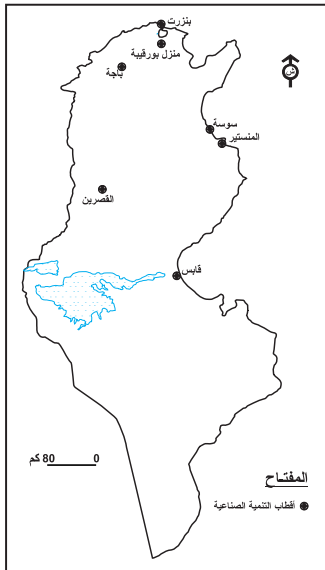 بنزرت
منزل بورقيبة
باجة
ش
سوسة
المنستير
القصرين
قابس
0 80 كم
المفتاح
أقطاب التنمية الصناعية